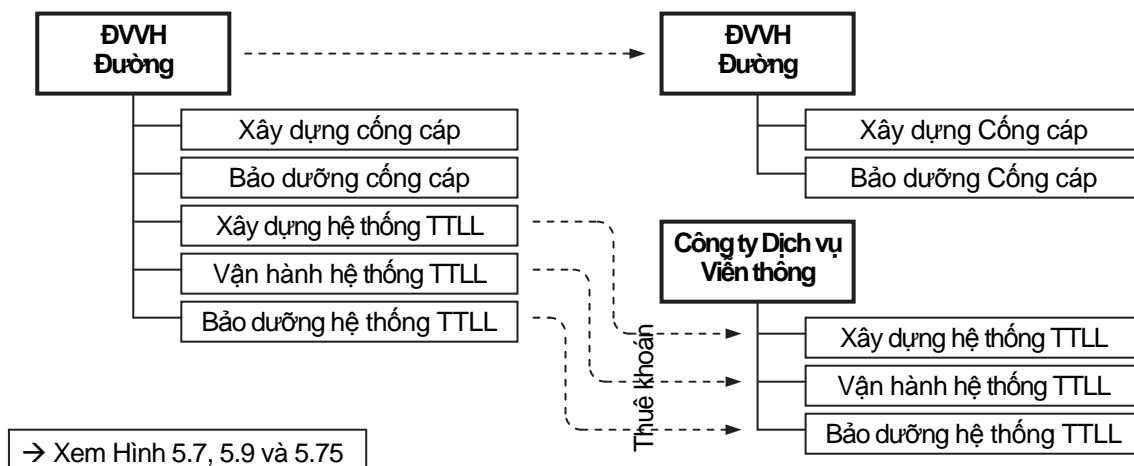 ĐVVH
Đường
Xây dựng cống cáp
Bảo dưỡng cống cáp
Xây dựng hệ thống TTLL
Vận hành hệ thống TTLL
Bảo dưỡng hệ thống TTLL
ĐVVH
Đường
Xây dựng Cống cáp
Bảo dưỡng Cống cáp
Công ty Dịch vụ
Viễn thông
Xây dựng hệ thống TTLL
Vận hành hệ thống TTLL
Bảo dưỡng hệ thống TTLL
Thuê khoán
→ Xem Hình 5.7, 5.9 và 5.75